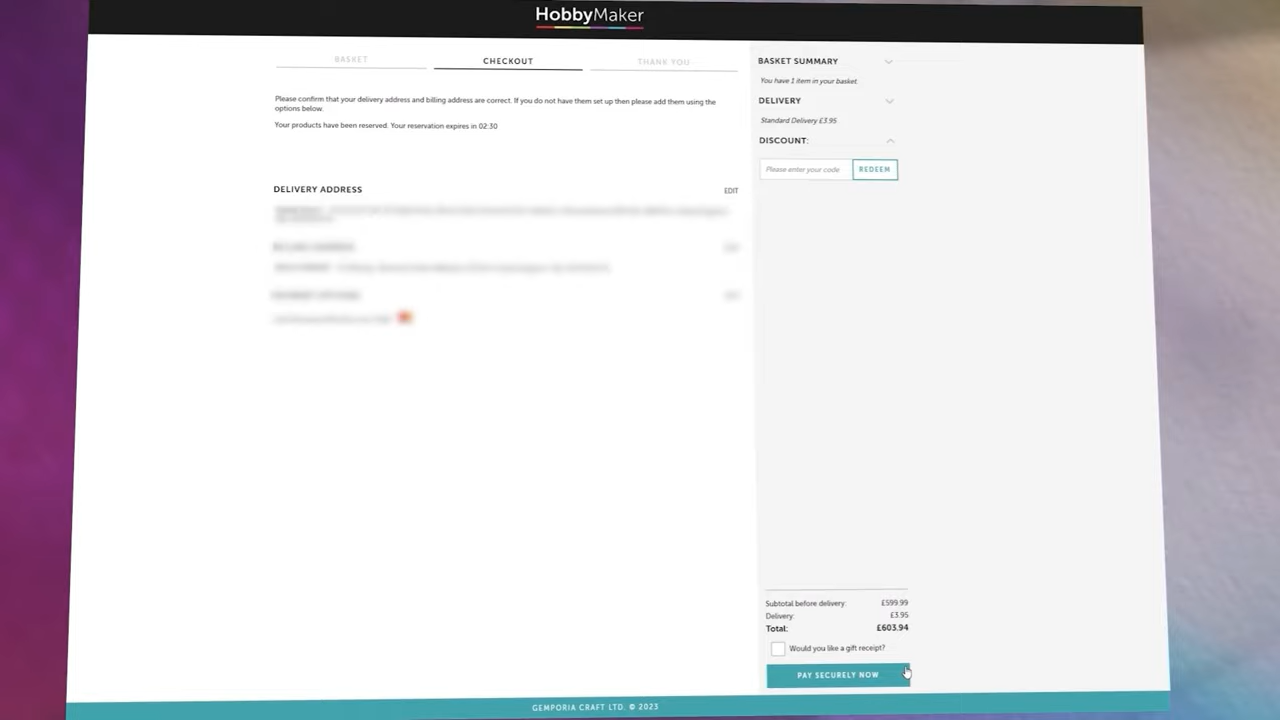 HobbyMaker
BASKET
CHECKOUT
THANK YOU
Please confirm that your delivery address and billing address are correct. If you do not have them set up then please add them using the
options below.
Your products have been reserved. Your reservation expires in 02:30
DELIVERY ADDRESS
EDIT
BASKET SUMMARY
You have 1 item in your basket
DELIVERY
Standard Delivery £3.95
DISCOUNT:
Please enter your code
REDEEM
Subtotal before delivery: £599.99
Delivery: £3.95
Total: £603.94
Would you like a gift receipt?
PAY SECURELY NOW
GEMPORIA CRAFT LTD. © 2023